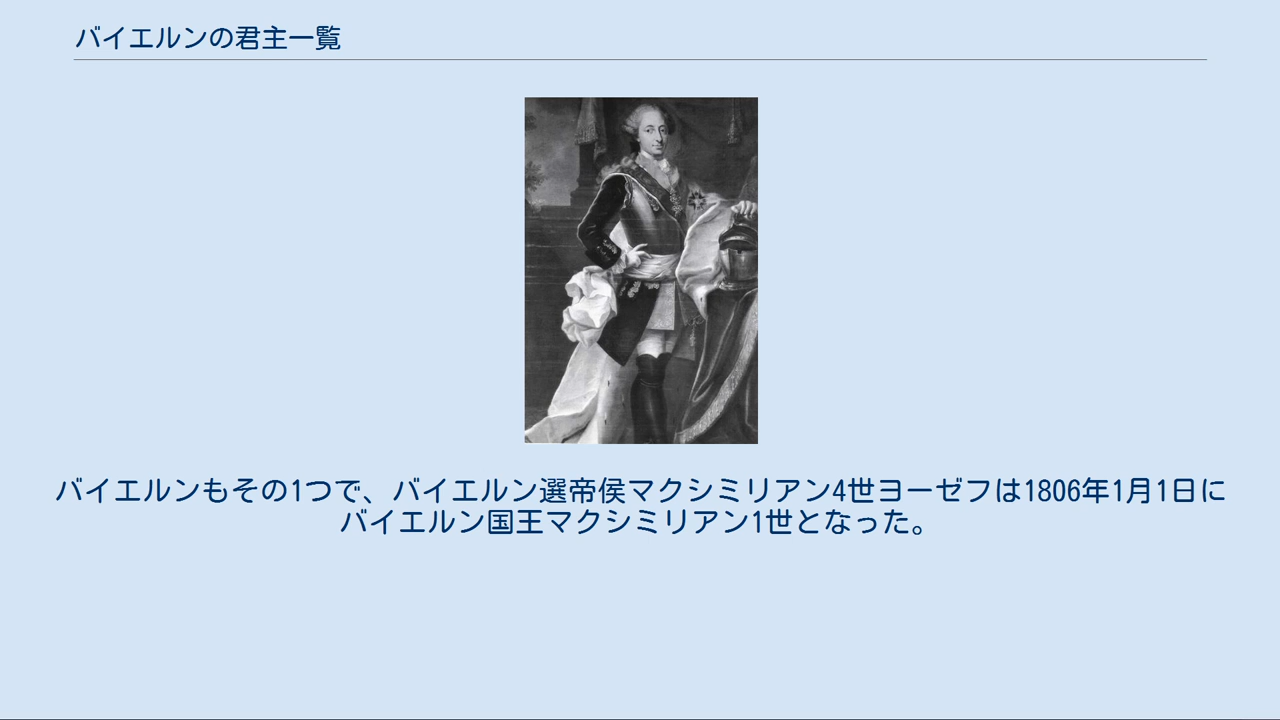 バイエルンの君主一覧
バイエルンもその1つで、バイエルン選帝侯マクシミリアン4世ヨーゼフは1806年1月1日に
バイエルン国王マクシミリアン1世となった。